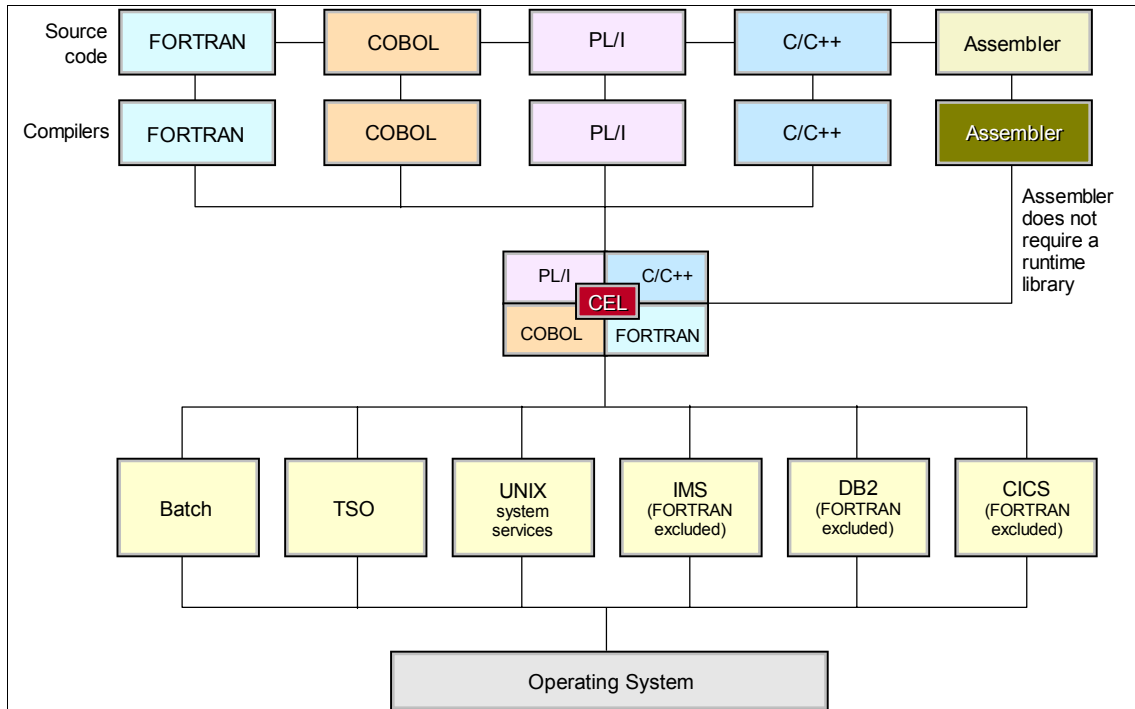 Source
code
FORTRAN
COBOL
PL/I
C/C++
Assembler
Compilers
FORTRAN
COBOL
PL/I
C/C++
Assembler
Assembler
does not
require a
runtime
library
PL/I
C/C++
CEL
COBOL
FORTRAN
Batch
TSO
UNIX
system
services
IMS
(FORTRAN
excluded)
DB2
(FORTRAN
excluded)
CICS
(FORTRAN
excluded)
Operating System